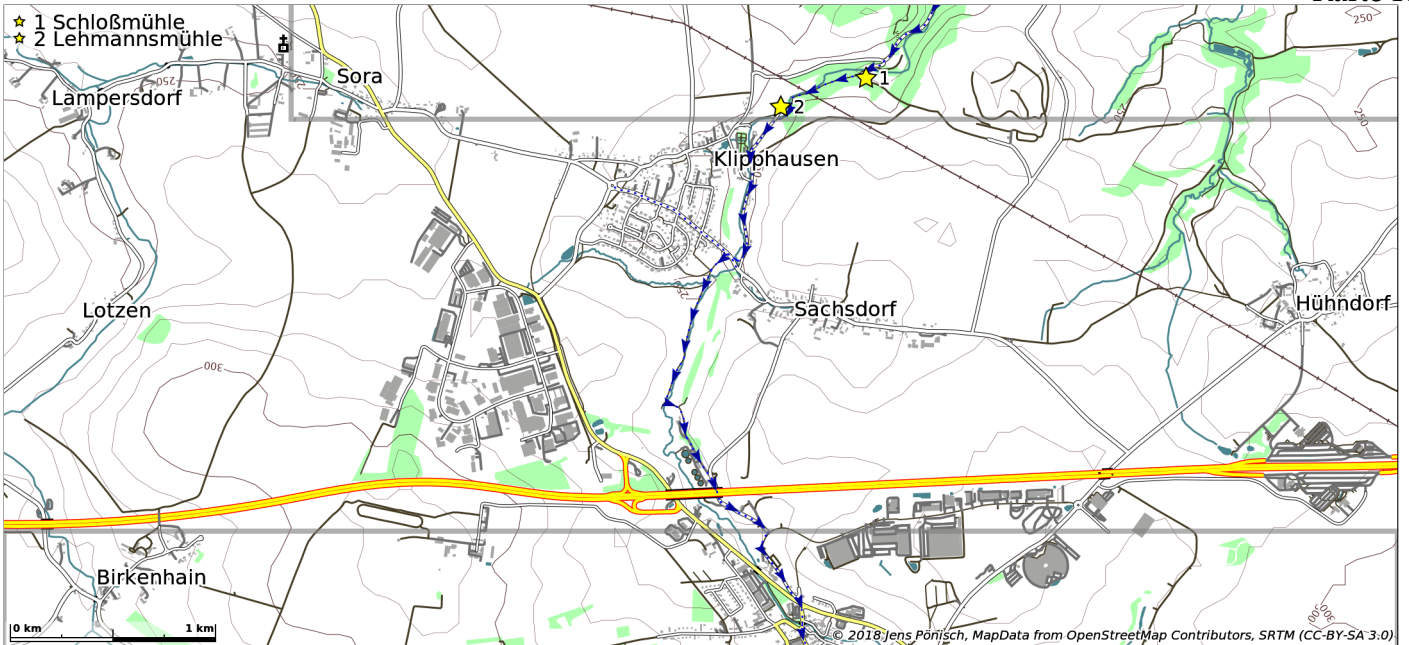 1 Schloßmühle
2 Lehmannsmühle
250
Sora
1
250
Lampersdorf
2
250
250
Klipphausen
Lotzen
Sachsdorf
Hühndorf
300
Birkenhain
300
0 km
1 km
© 2018 Jens Pönisch, MapData from OpenStreetMap Contributors, SRTM (CC-BY-SA 3.0)